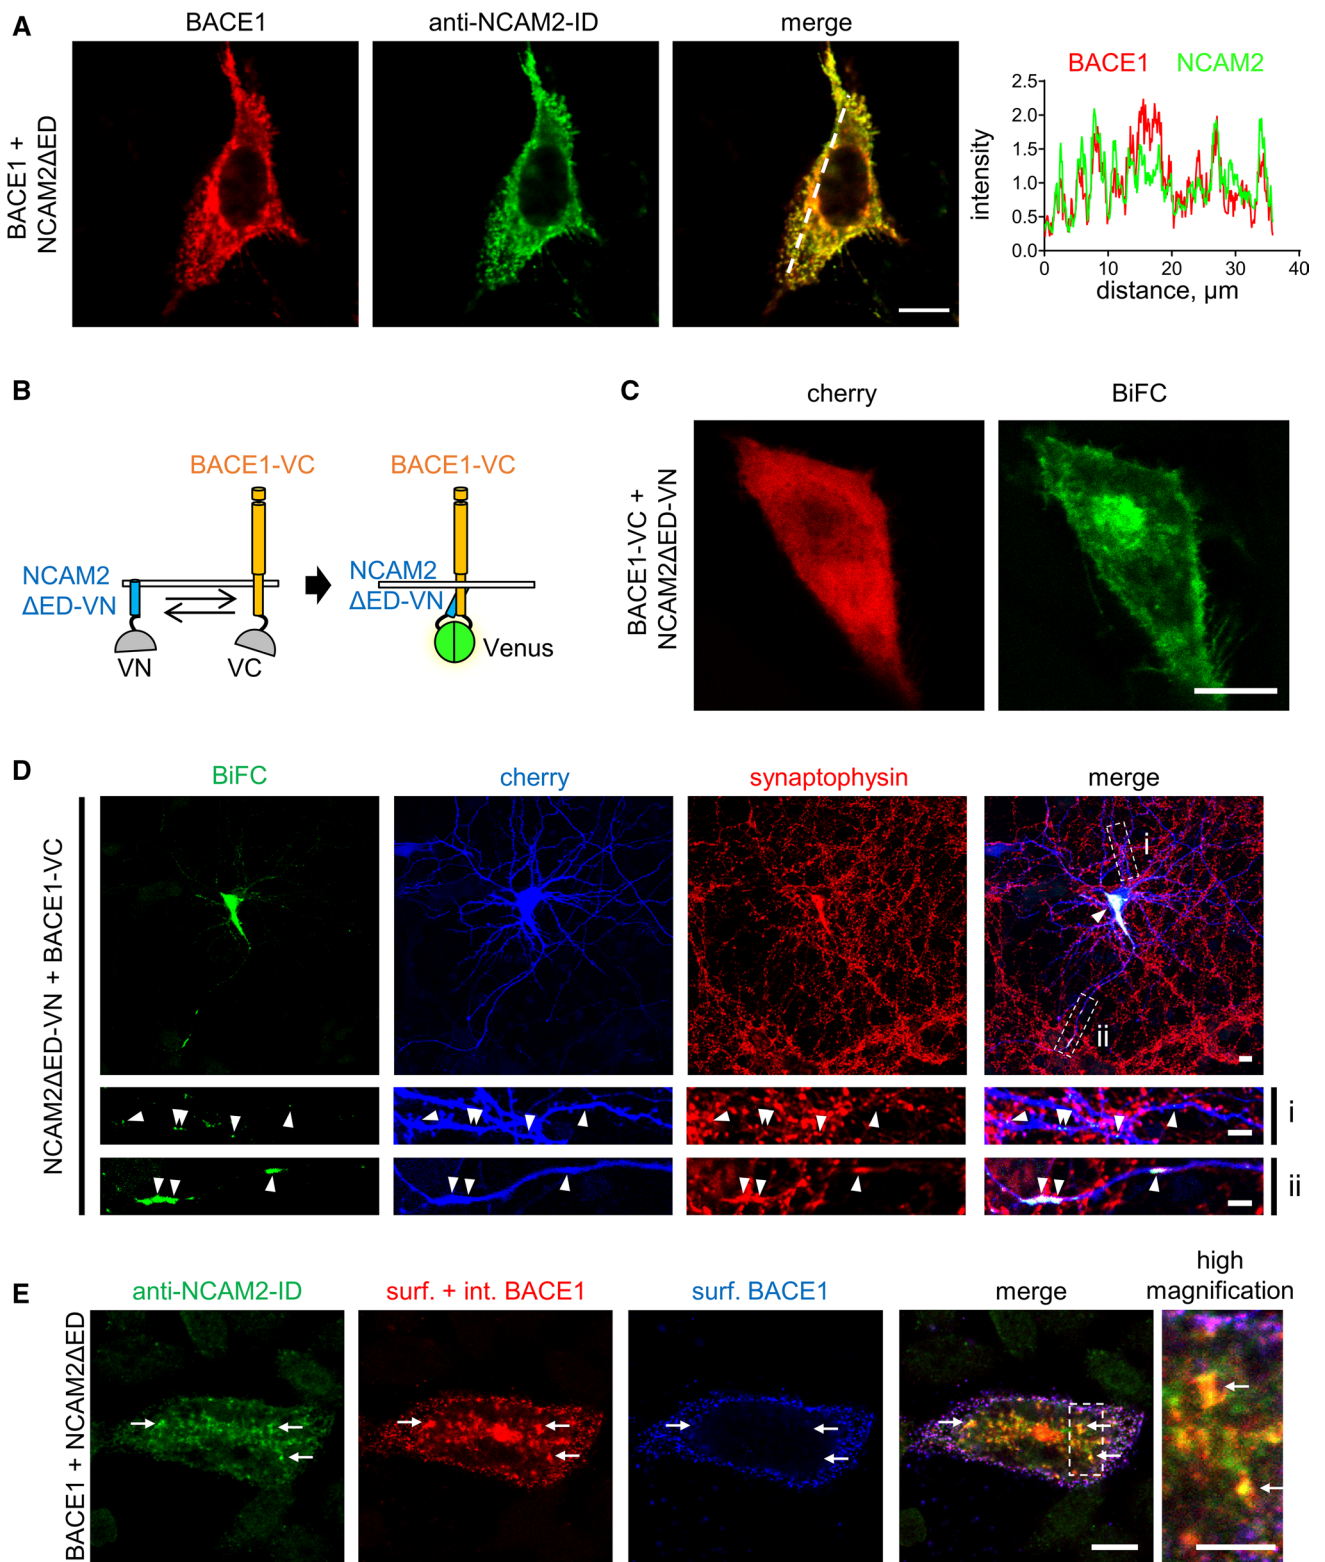 A
BACE1
anti-NCAM2-ID
merge
BACE1 +
NCAM2ΔED
BACE1 NCAM2
intensity
2.5
2.0
1.5
1.0
0.5
0.0
0 10 20 30 40
distance, µm
B
BACE1-VC
BACE1-VC
NCAM2
ΔED-VN
NCAM2
ΔED-VN
VN
VC
Venus
C
cherry
BiFC
BACE1-VC +
NCAM2ΔED-VN
D
BiFC
cherry
synaptophysin
merge
NCAM2ΔED-VN + BACE1-VC
i
ii
i
ii
E
anti-NCAM2-ID
surf. + int. BACE1
surf. BACE1
merge
high
magnification
BACE1 + NCAM2ΔED